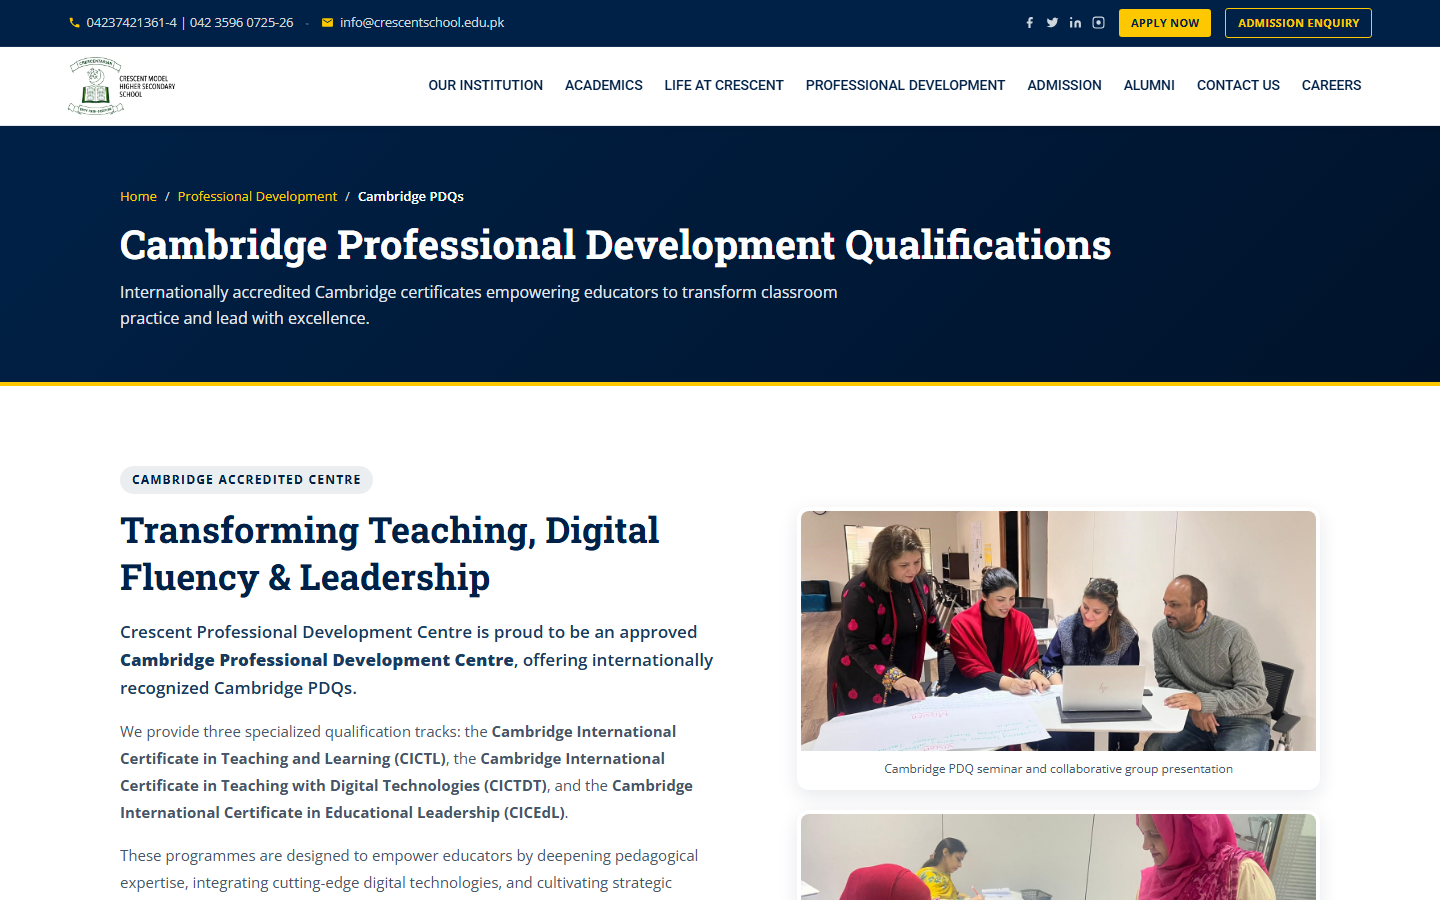 04237421361-4 | 042 3596 0725-26
info@crescentschool.edu.pk
APPLY NOW
ADMISSION ENQUIRY
CRESCENT MODEL
HIGHER SECONDARY
SCHOOL
OUR INSTITUTION
ACADEMICS
LIFE AT CRESCENT
PROFESSIONAL DEVELOPMENT
ADMISSION
ALUMNI
CONTACT US
CAREERS
Home / Professional Development / Cambridge PDQs
Cambridge Professional Development Qualifications
Internationally accredited Cambridge certificates empowering educators to transform classroom
practice and lead with excellence.
CAMBRIDGE ACCREDITED CENTRE
Transforming Teaching, Digital
Fluency & Leadership
Crescent Professional Development Centre is proud to be an approved
Cambridge Professional Development Centre, offering internationally
recognized Cambridge PDQs.
We provide three specialized qualification tracks: the Cambridge International
Certificate in Teaching and Learning (CICTL), the Cambridge International
Certificate in Teaching with Digital Technologies (CICTDT), and the Cambridge
International Certificate in Educational Leadership (CICEdL).
These programmes are designed to empower educators by deepening pedagogical
expertise, integrating cutting-edge digital technologies, and cultivating strategic
Cambridge PDQ seminar and collaborative group presentation